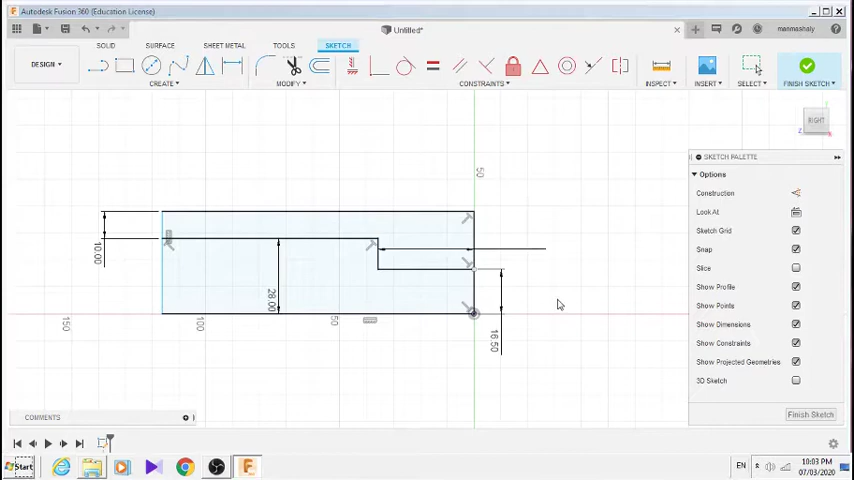 Autodesk Fusion 360 (Education License)
Untitled*
manmashaly
SOLID SURFACE SHEET METAL TOOLS SKETCH
DESIGN
CREATE MODIFY CONSTRAINTS INSPECT INSERT SELECT FINISH SKETCH
RIGHT
Z
SKETCH PALETTE
Options
Construction
Look At
Sketch Grid
Snap
Slice
Show Profile
Show Points
Show Dimensions
Show Constraints
Show Projected Geometries
3D Sketch
Finish Sketch
50
10.00
28.00
16.50
150
100
50
COMMENTS
Start
EN
10:03 PM
07/03/2020